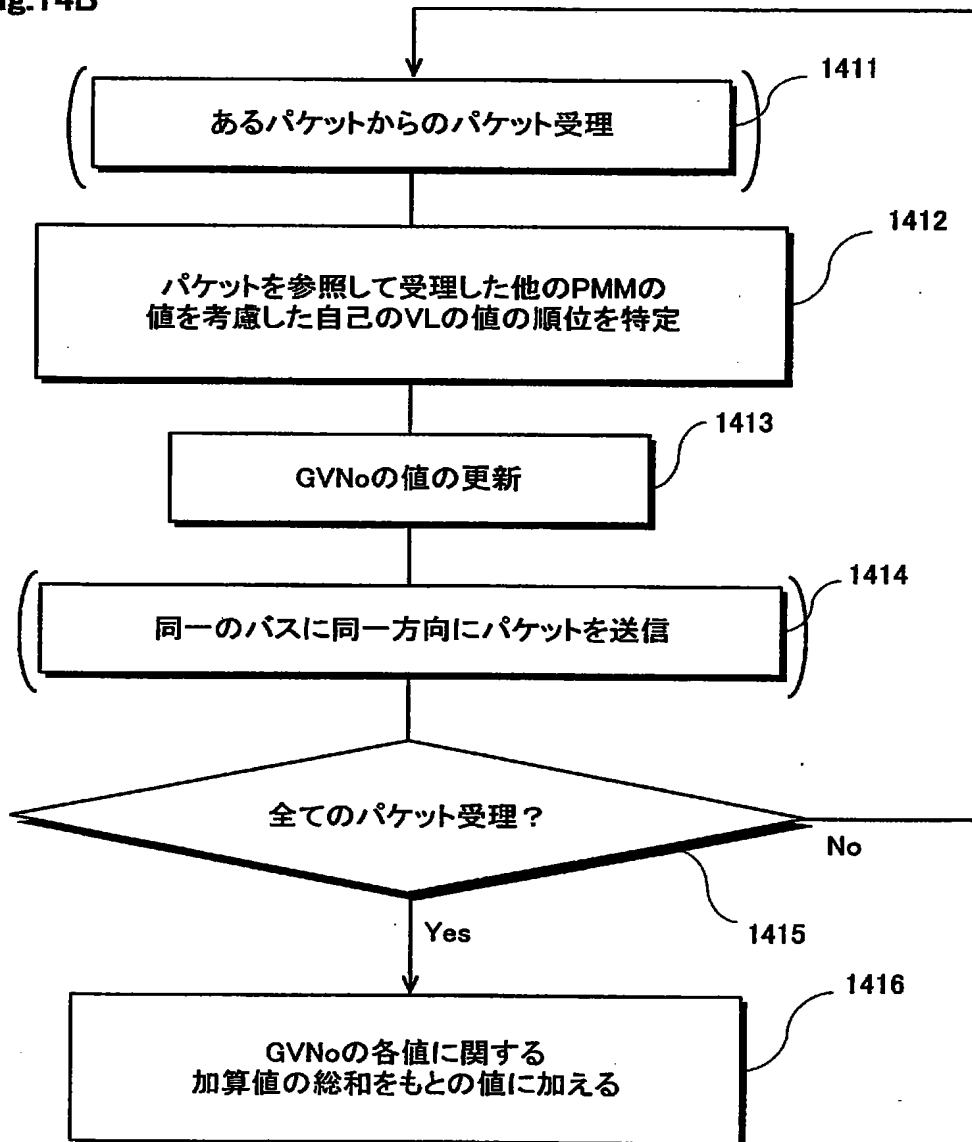 ig.14B
1411
あるパケットからのパケット受理
1412
パケットを参照して受理した他のPMMの
値を考慮した自己のVLの値の順位を特定
1413
GVNoの値の更新
1414
同一のバスに同一方向にパケットを送信
全てのパケット受理？
No
1415
Yes
1416
GVNoの各値に関する
加算値の総和をもとの値に加える